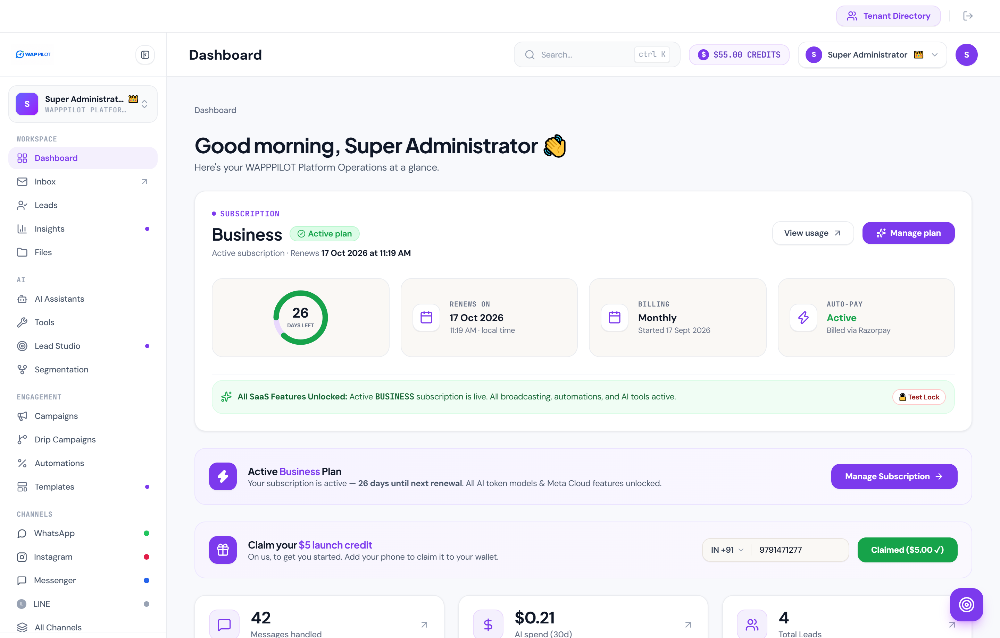 Tenant Directory
WAP PILOT
Dashboard
Search...
ctrl K
$ $55.00 CREDITS
S
Super Administrator
S
S
Super Administrat...
WAPPPILOT PLATFOR...
WORKSPACE
Dashboard
Inbox
Leads
Insights
Files
AI
AI Assistants
Tools
Lead Studio
Segmentation
ENGAGEMENT
Campaigns
Drip Campaigns
Automations
Templates
CHANNELS
WhatsApp
Instagram
Messenger
L LINE
All Channels
Dashboard
Good morning, Super Administrator 👋
Here's your WAPPPILOT Platform Operations at a glance.
SUBSCRIPTION
Business
Active plan
Active subscription · Renews 17 Oct 2026 at 11:19 AM
View usage
Manage plan
26
DAYS LEFT
RENEWS ON
17 Oct 2026
11:19 AM · local time
BILLING
Monthly
Started 17 Sept 2026
AUTO-PAY
Active
Billed via Razorpay
All SaaS Features Unlocked: Active BUSINESS subscription is live. All broadcasting, automations, and AI tools active.
🔒 Test Lock
Active Business Plan
Your subscription is active — 26 days until next renewal. All AI token models & Meta Cloud features unlocked.
Manage Subscription →
Claim your $5 launch credit
On us, to get you started. Add your phone to claim it to your wallet.
IN +91
9791471277
Claimed ($5.00 ✓)
42
Messages handled
$0.21
AI spend (30d)
4
Total Leads